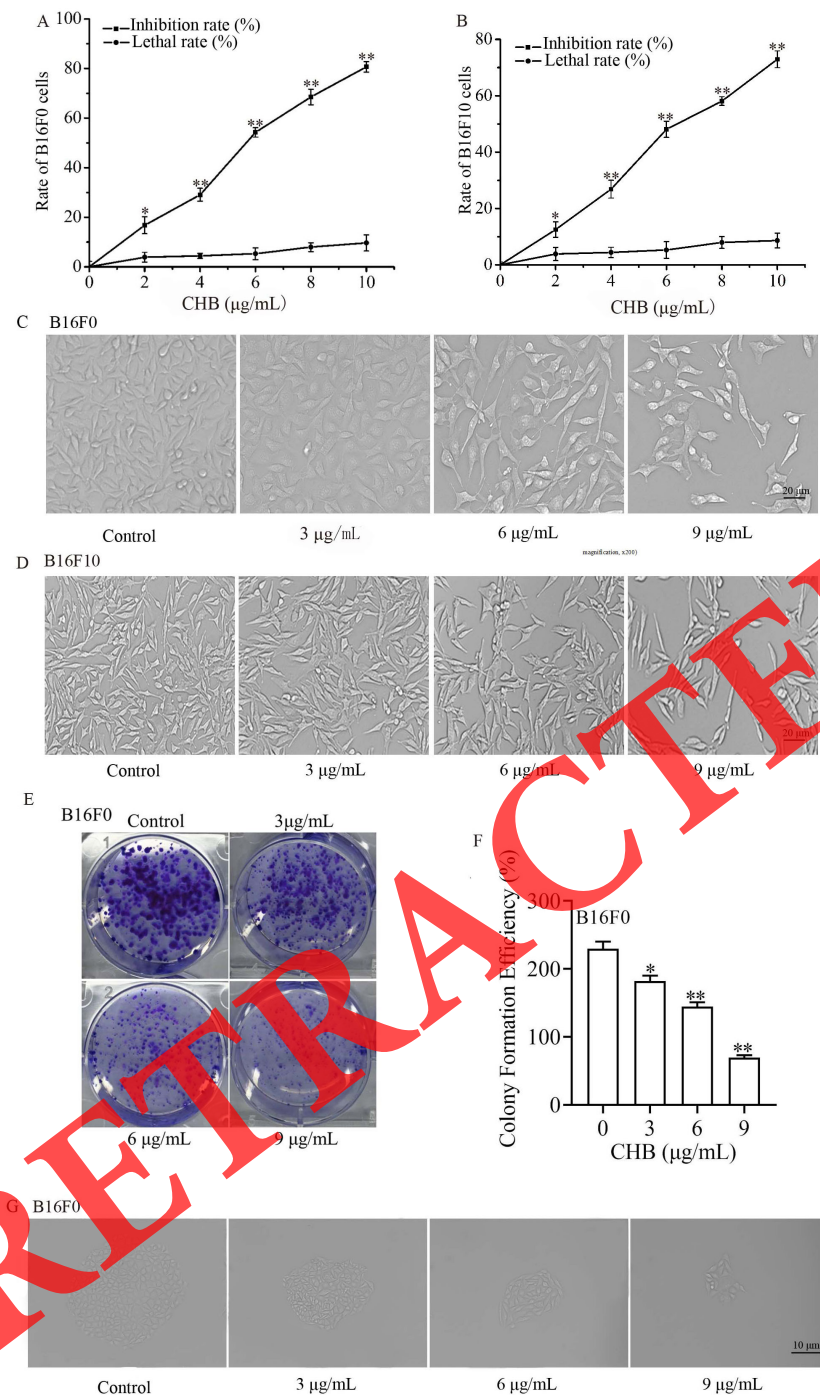 A
100
80
60
40
20
0
Inhibition rate (%)
Lethal rate (%)
Rate of B16F0 cells
*
**
**
**
**
0 2 4 6 8 10
CHB (μg/mL)
B
80
60
40
20
0
Inhibition rate (%)
Lethal rate (%)
Rate of B16F10 cells
*
**
**
**
**
0 2 4 6 8 10
CHB (μg/mL)
C B16F0
20 μm
Control 3 μg/mL 6 μg/mL 9 μg/mL
magnification, x200)
D B16F10
20 μm
Control 3 μg/mL 6 μg/mL 9 μg/mL
E
B16F0 Control 3μg/mL
1
2
6 μg/mL 9 μg/mL
F
Colony Formation Efficiency (%)
300
200
100
0
B16F0
*
**
**
0 3 6 9
CHB (μg/mL)
G B16F0
10 μm
Control 3 μg/mL 6 μg/mL 9 μg/mL
RETRACTE